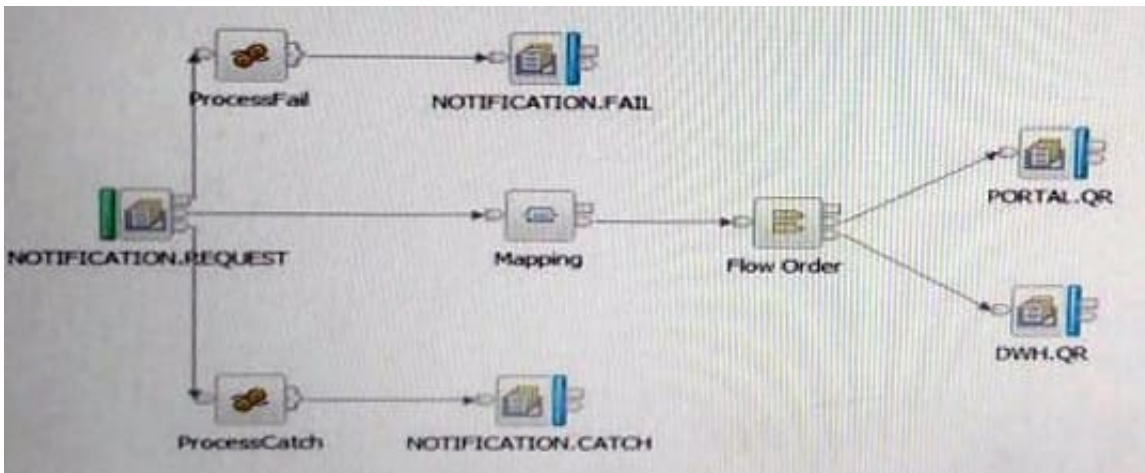 ProcessFail
NOTIFICATION.FAIL
PORTAL.QR
NOTIFICATION.REQUEST
Mapping
Flow Order
DWH.QR
ProcessCatch
NOTIFICATION.CATCH